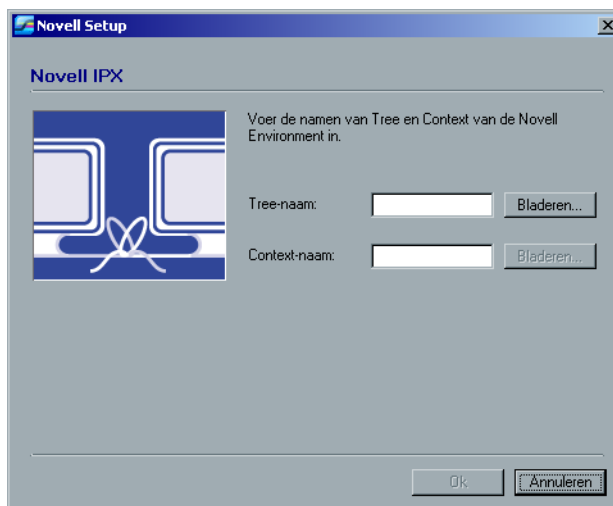 Novell Setup
Novell IPX
Voer de namen van Tree en Context van de Novell
Environment in.
Tree-naam:
Bladeren...
Context-naam:
Bladeren...
Ok
Annuleren